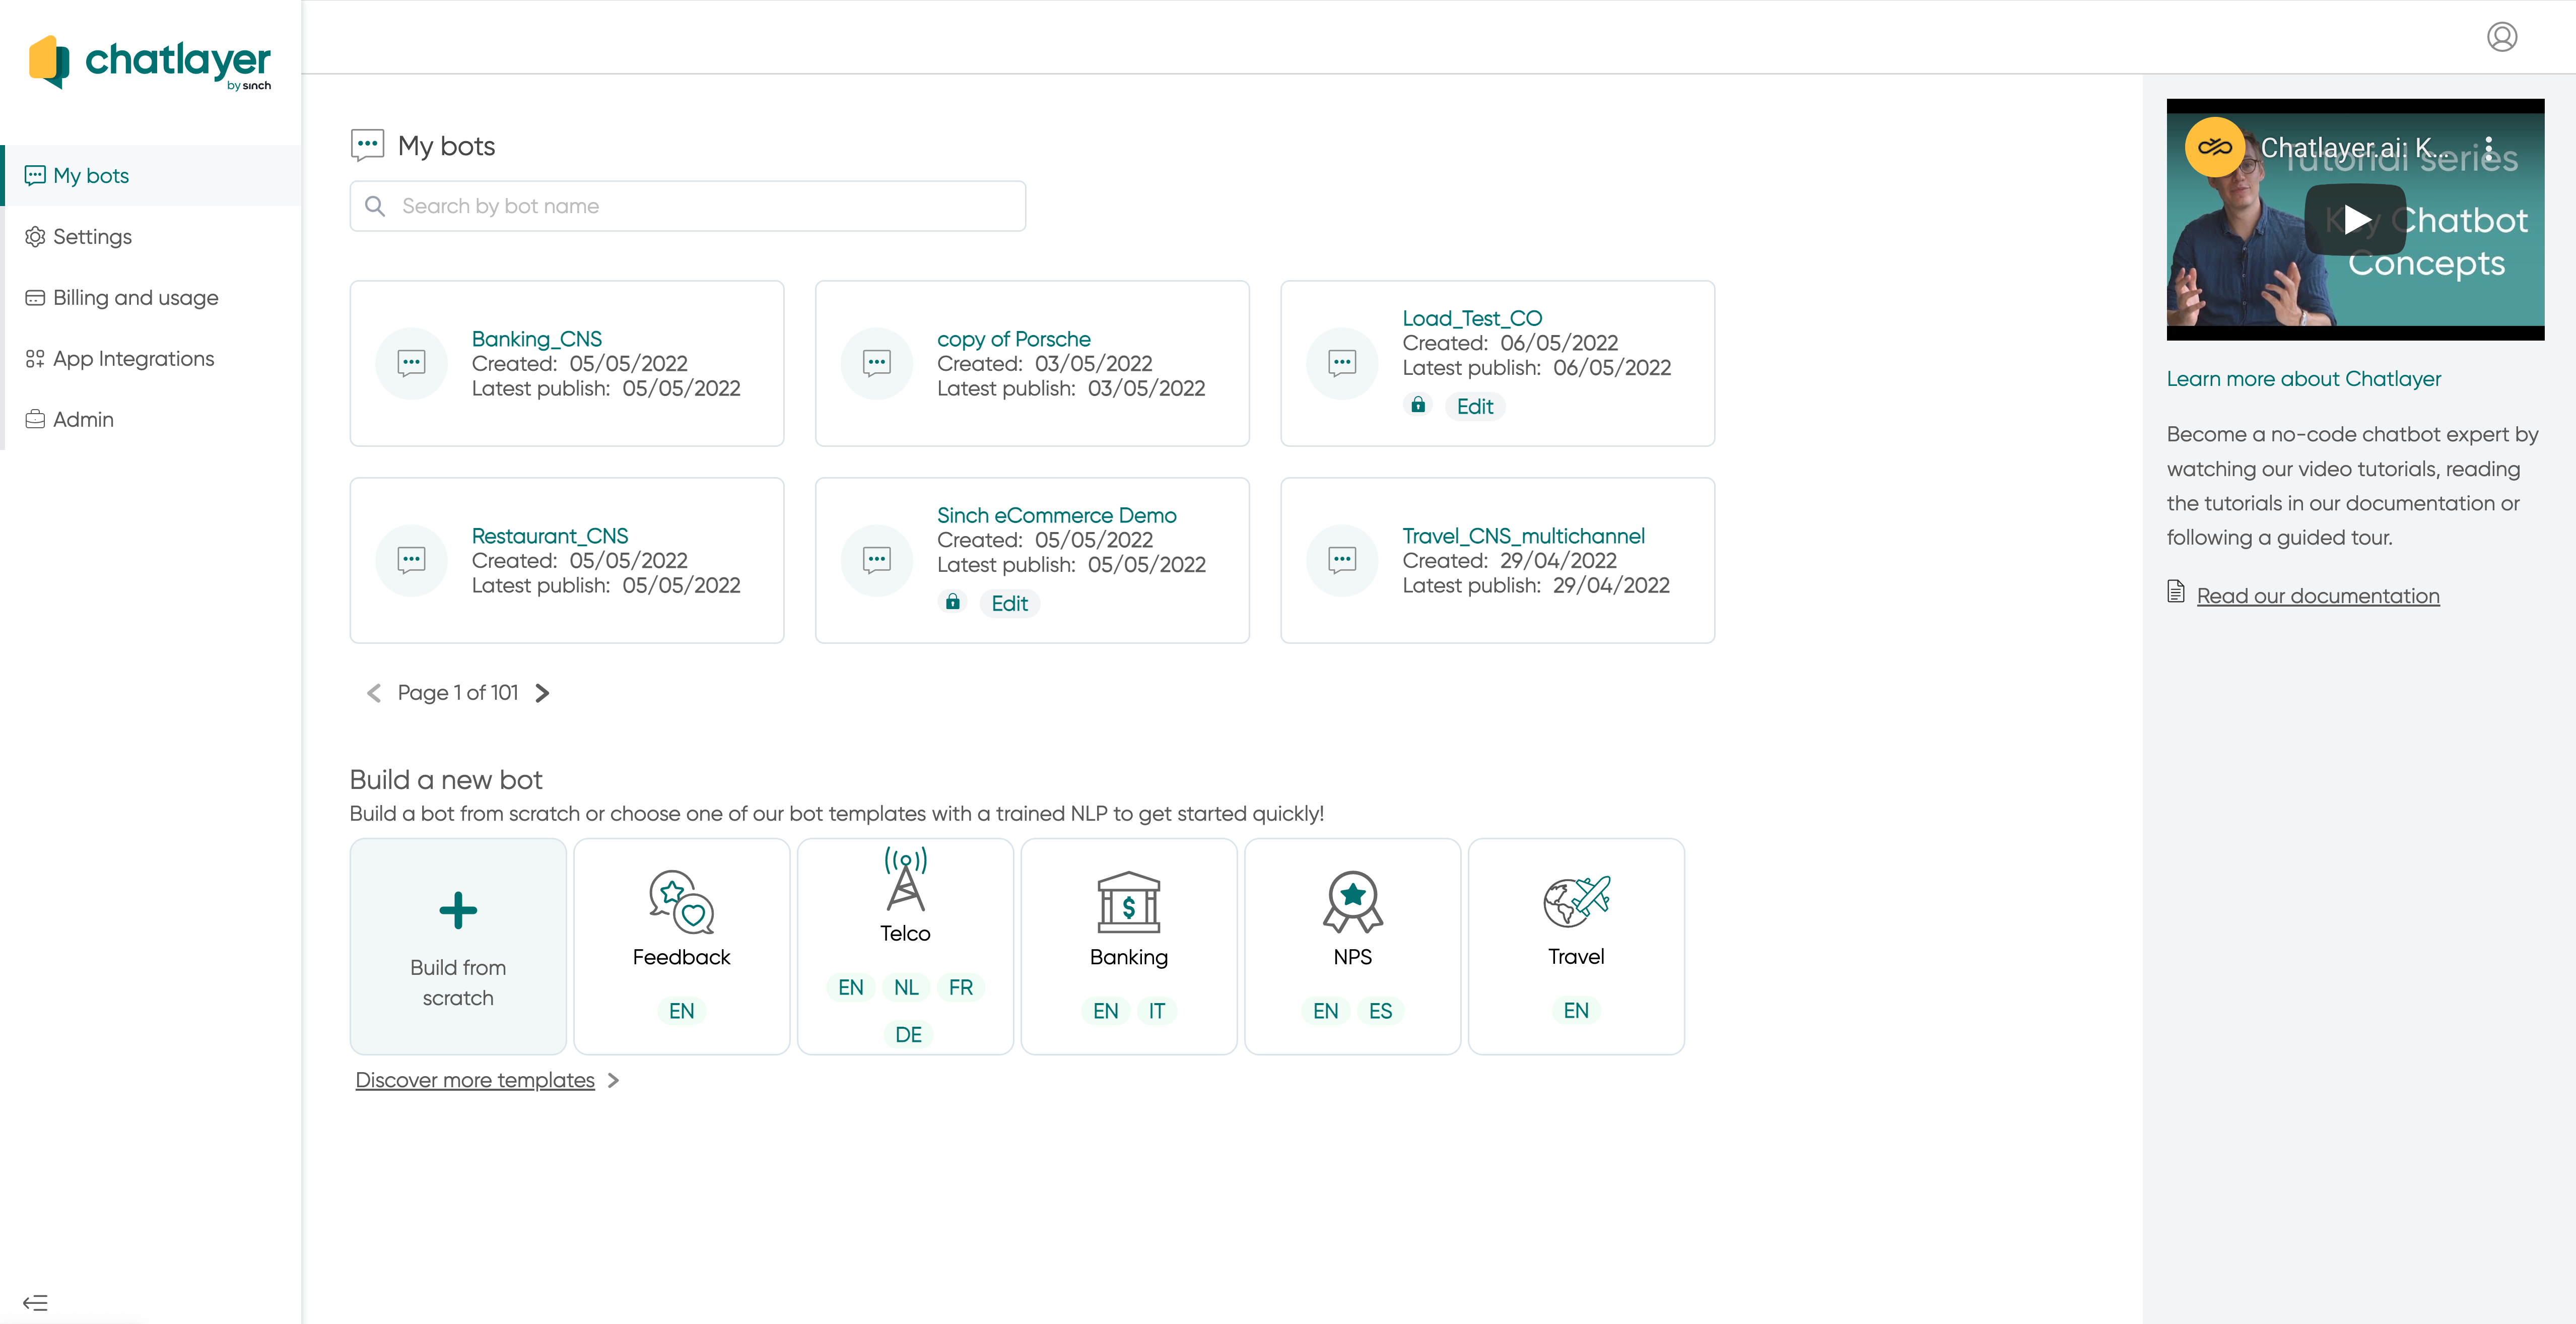 chatlayer
by sinch
My bots
Settings
Billing and usage
App Integrations
Admin
My bots
Search by bot name
Banking_CNS
Created: 05/05/2022
Latest publish: 05/05/2022
copy of Porsche
Created: 03/05/2022
Latest publish: 03/05/2022
Load_Test_CO
Created: 06/05/2022
Latest publish: 06/05/2022
Edit
Restaurant_CNS
Created: 05/05/2022
Latest publish: 05/05/2022
Sinch eCommerce Demo
Created: 05/05/2022
Latest publish: 05/05/2022
Edit
Travel_CNS_multichannel
Created: 29/04/2022
Latest publish: 29/04/2022
Page 1 of 101
Build a new bot
Build a bot from scratch or choose one of our bot templates with a trained NLP to get started quickly!
Build from
scratch
Feedback
EN
Telco
EN NL FR
DE
Banking
EN IT
NPS
EN ES
Travel
EN
Discover more templates
Chatlayer.ai: K...
Tutorial series
Key Chatbot
Concepts
Learn more about Chatlayer
Become a no-code chatbot expert by
watching our video tutorials, reading
the tutorials in our documentation or
following a guided tour.
Read our documentation